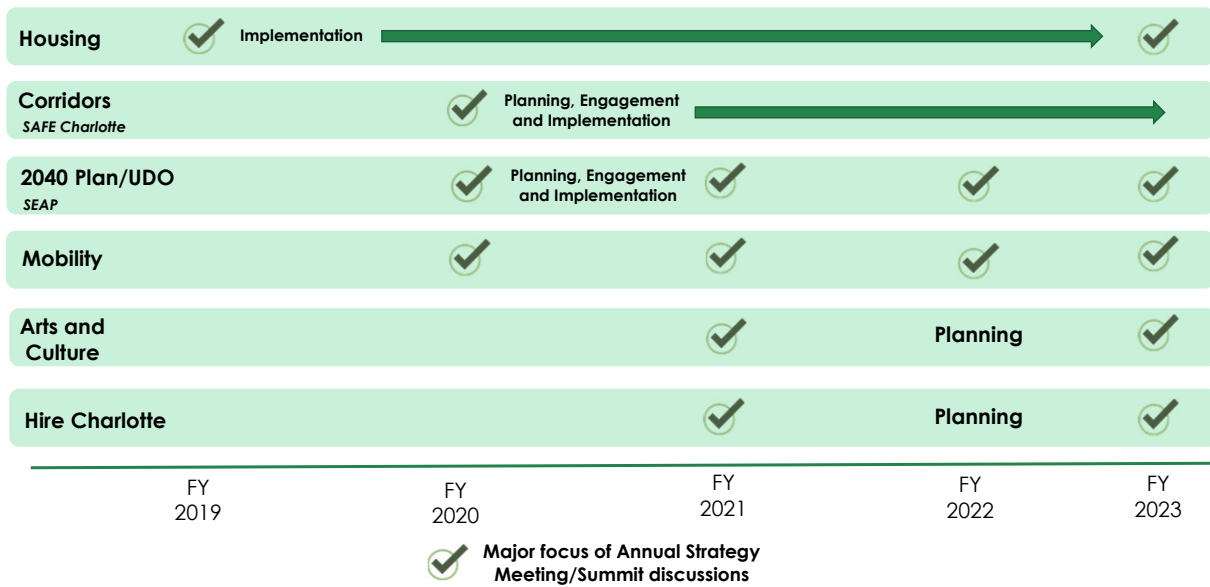 Housing
Implementation
Corridors
SAFE Charlotte
Planning, Engagement
and Implementation
2040 Plan/UDO
SEAP
Planning, Engagement
and Implementation
Mobility
Arts and
Culture
Planning
Hire Charlotte
Planning
FY
2019
FY
2020
FY
2021
FY
2022
FY
2023
Major focus of Annual Strategy
Meeting/Summit discussions